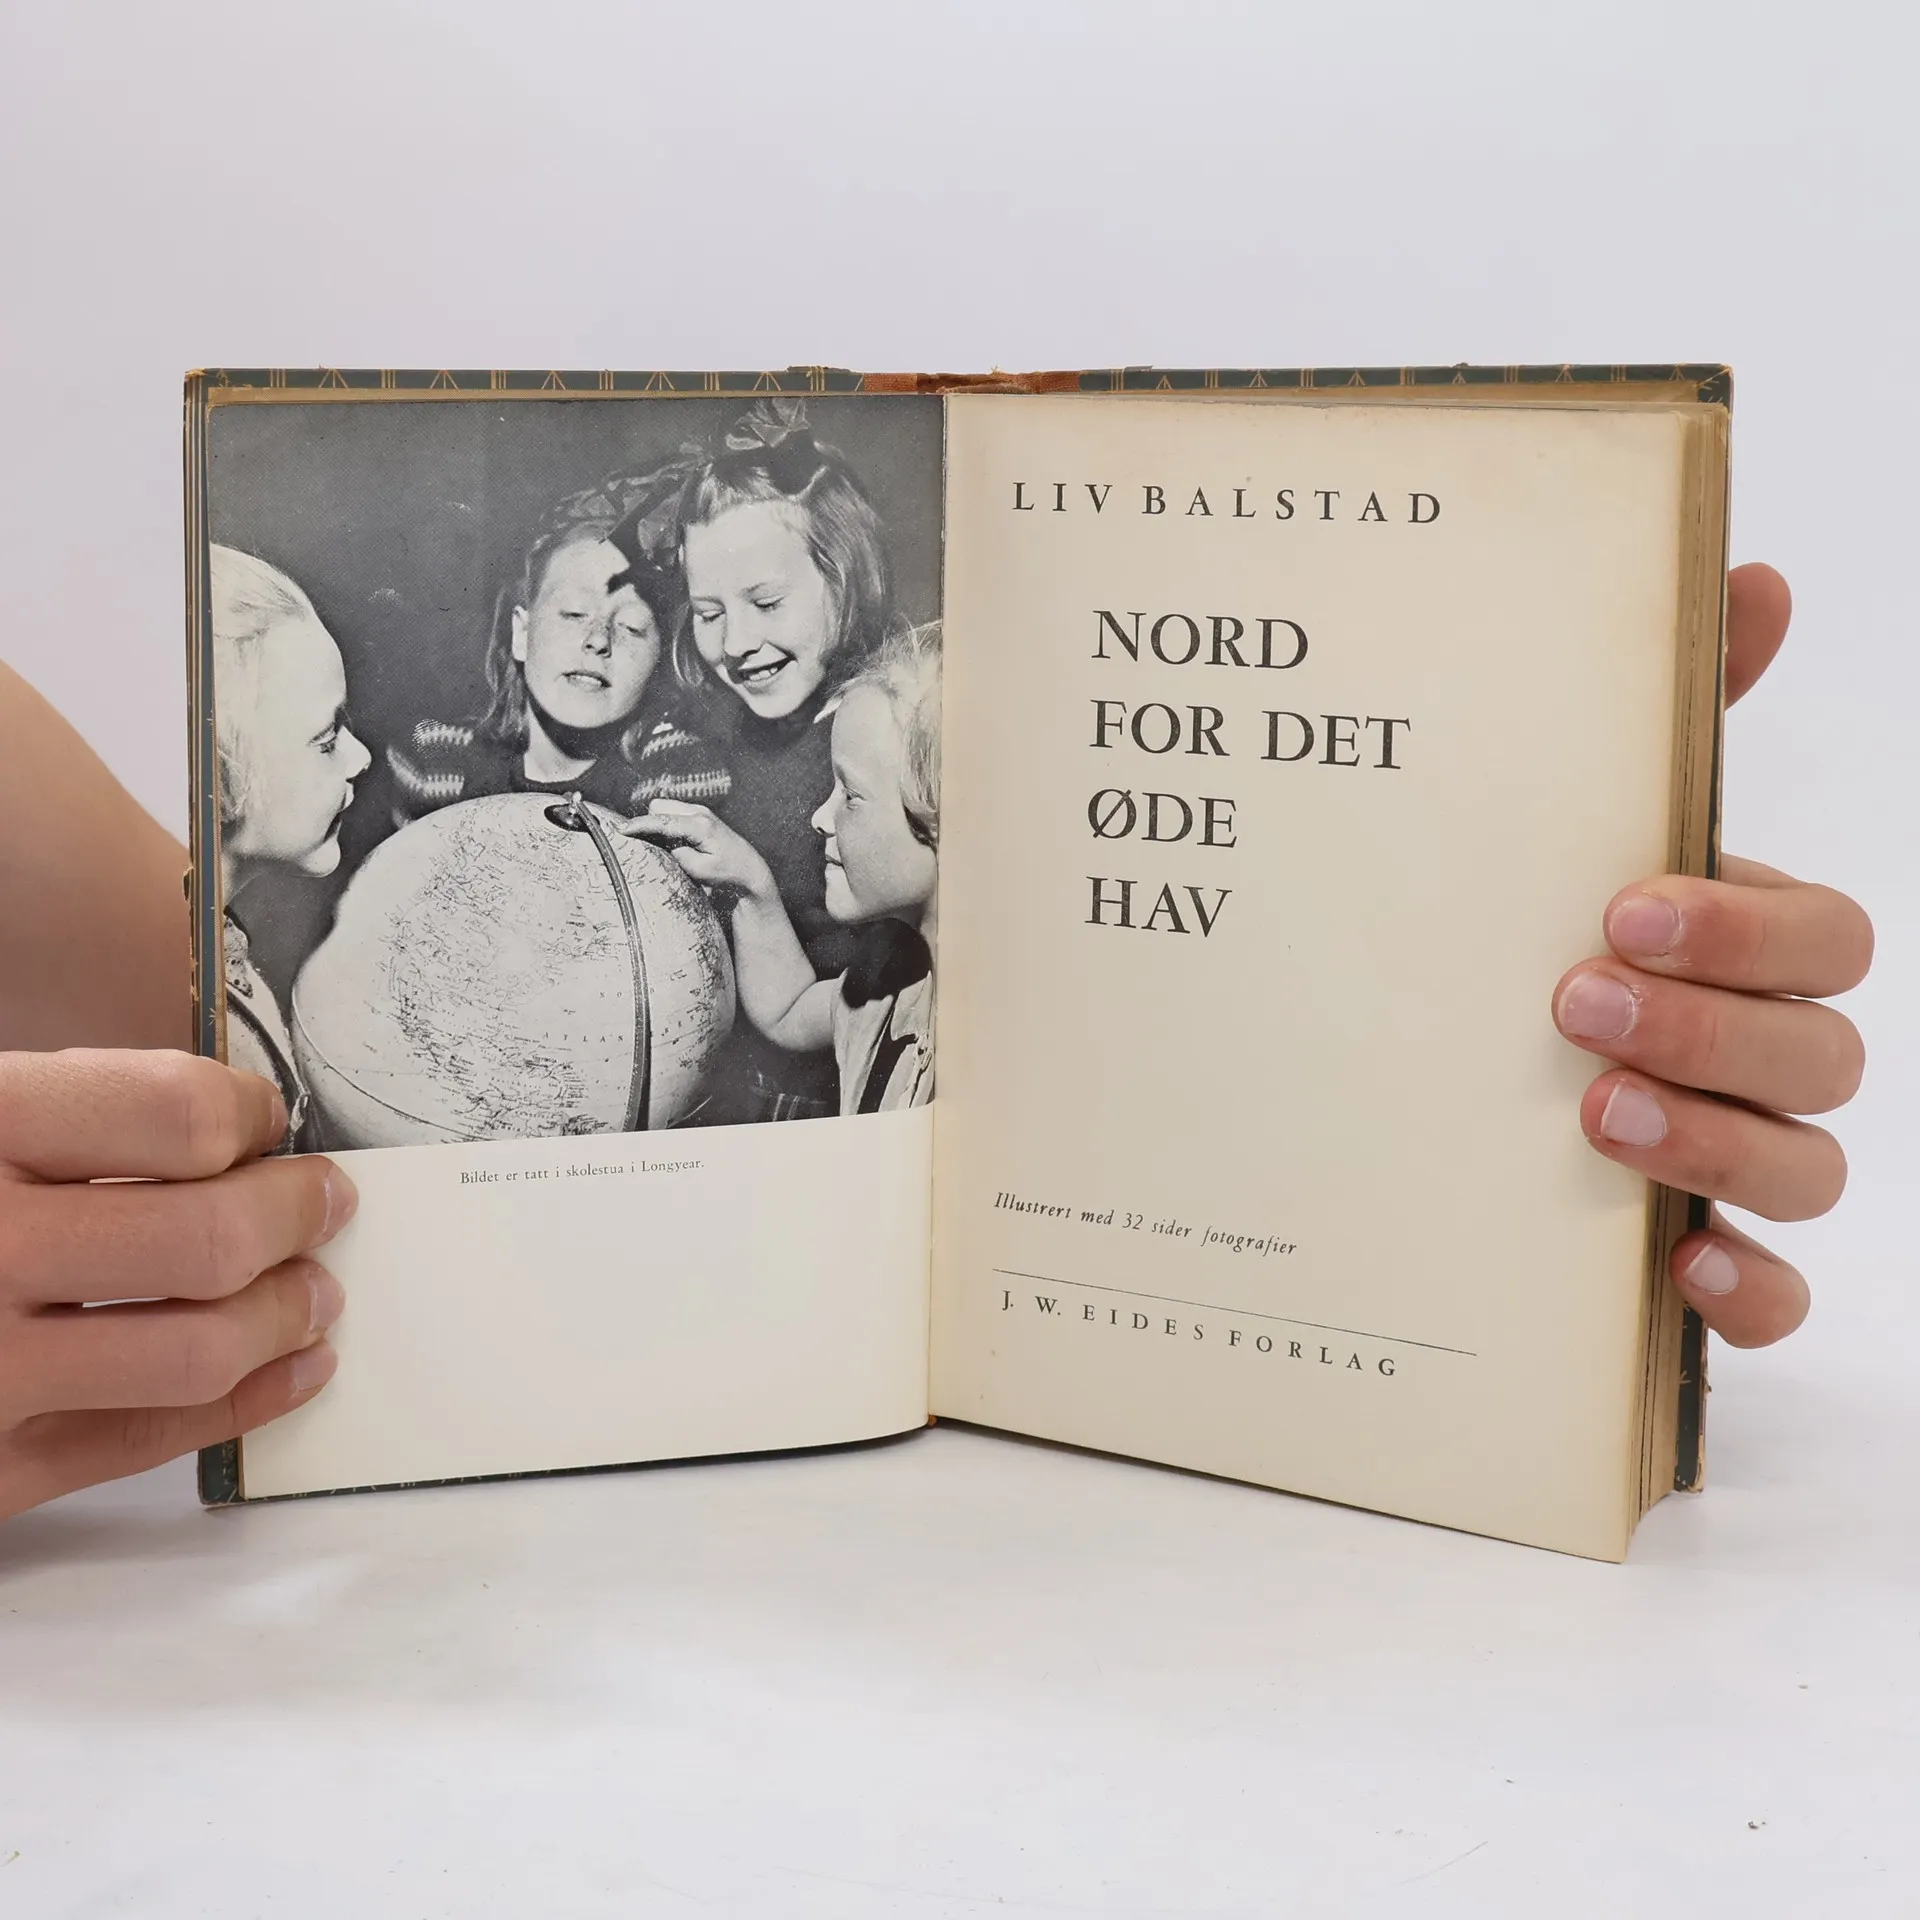 Bildet er tatt i skolestua i Longyear.
LIV BALSTAD
NORD
FOR DET
ØDE
HAV
Illustrert med 32 sider fotografier
J. W. EIDES FORLAG